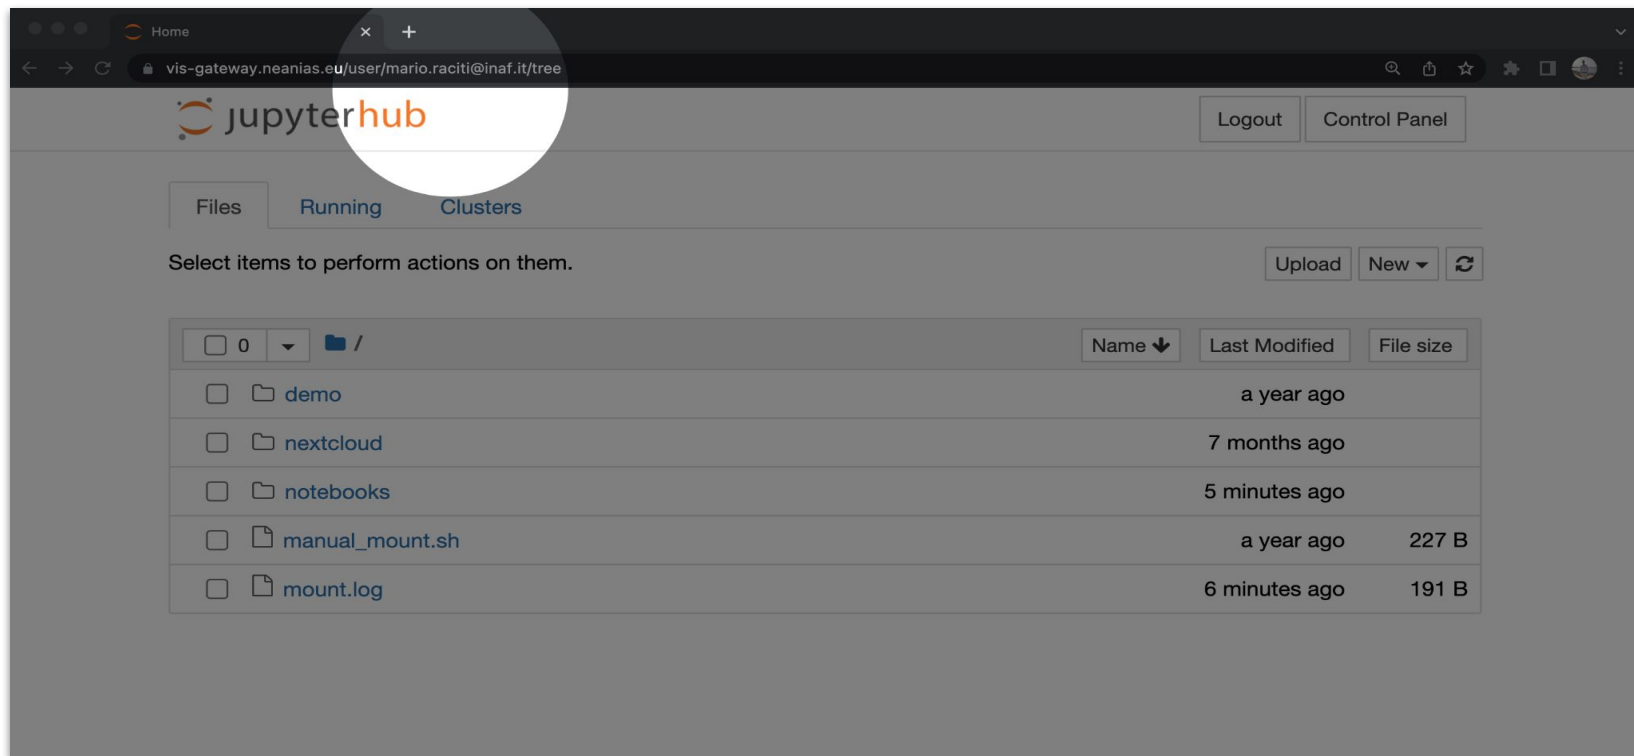 Home
vis-gateway.neanias.eu/user/mario.raciti@inaf.it/tree
jupyterhub
Logout Control Panel
Files Running Clusters
Select items to perform actions on them.
Upload New
0 /
Name Last Modified File size
demo a year ago
nextcloud 7 months ago
notebooks 5 minutes ago
manual_mount.sh a year ago 227 B
mount.log 6 minutes ago 191 B